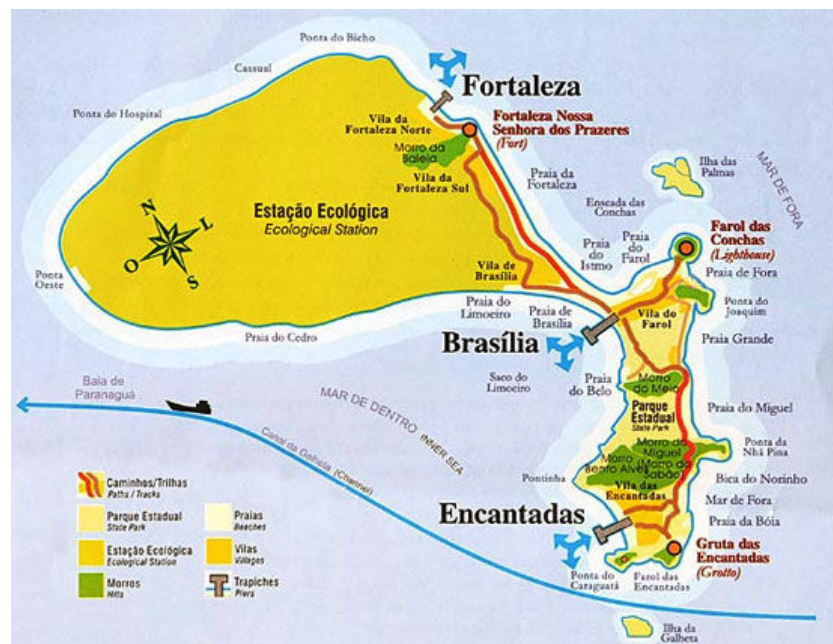 Ponta do Bicho
Cassual
Fortaleza
Ponta do Hospital
Vila da
Fortaleza Norte
Fortaleza Nossa
Senhora dos Prazeres
(Fort)
Morro da
Baleia
Vila da
Fortaleza Sul
Praia da
Fortaleza
Ilha das
Palmas
MAR DE FORA
Enseada das
Conchas
Estação Ecológica
Ecological Station
N
L
O
S
Praia
do
Istmo
Praia
do
Farol
Farol das
Conchas
(Lighthouse)
Praia de Fora
Ponta
Oeste
Vila de
Brasília
Ponta do
Joaquim
Praia do
Limoeiro
Praia de
Brasília
Vila do
Farol
Praia do Cedro
Brasília
Praia Grande
Baia de
Paranaguá
Saco do
Limoeiro
Praia
do Belo
Morro
do Meio
MAR DE DENTRO
INNER SEA
Parque
Estadual
State Park
Praia do Miguel
Canal da Galheta (Channel)
Morro do
Miguel
Ponta da
Nhá Pina
Morro
Bento Alves
(Morro do
Sabão)
Pontinha
Vila das
Encantadas
Bica do Norinho
Mar de Fora
Encantadas
Praia da Bóia
Gruta das
Encantadas
(Grotto)
Ponta do
Caraguatá
Farol das
Encantadas
Ilha da
Galheta
Caminhos/Trilhas
Paths / Tracks
Parque Estadual
State Park
Praias
Beaches
Estação Ecológica
Ecological Station
Vilas
Villages
Morros
Hills
Trapiches
Piers